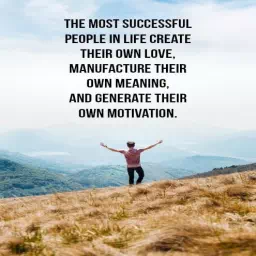 THE MOST SUCCESSFUL
PEOPLE IN LIFE CREATE
THEIR OWN LOVE,
MANUFACTURE THEIR
OWN MEANING,
AND GENERATE THEIR
OWN MOTIVATION.